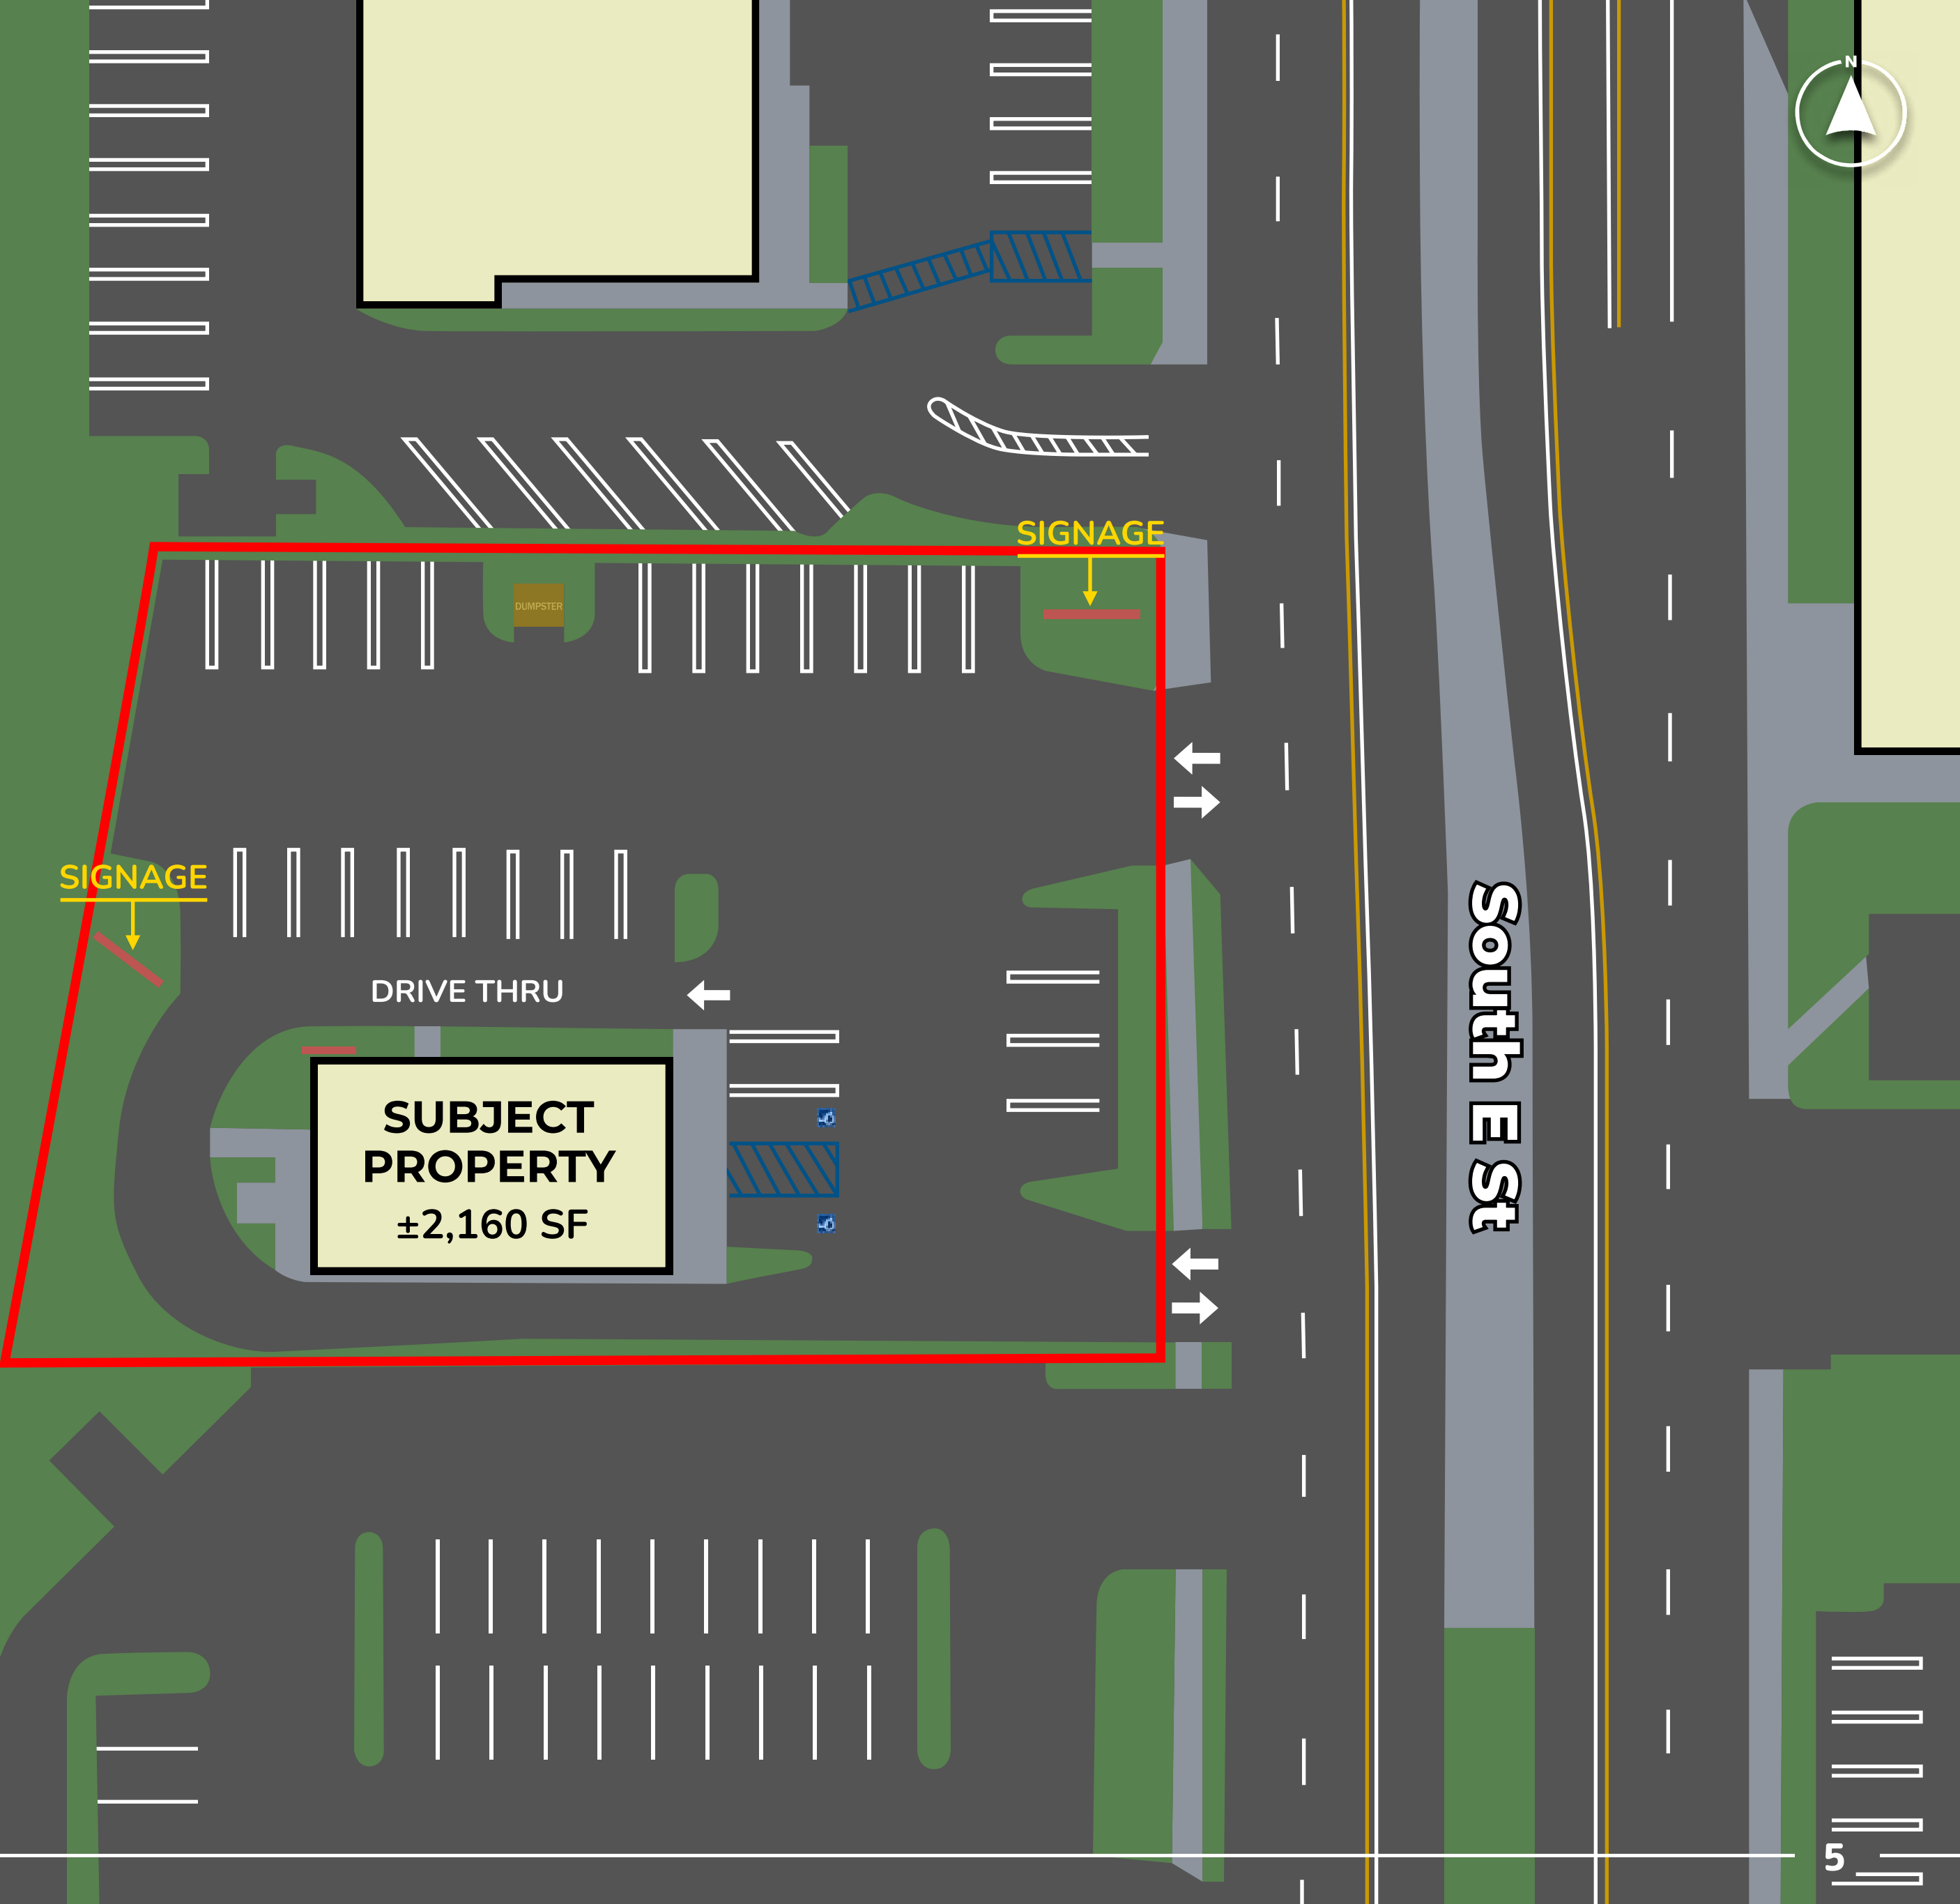 N
SIGNAGE
DUMPSTER
SIGNAGE
South E St
DRIVE THRU
SUBJECT
PROPERTY
±2,160 SF
5